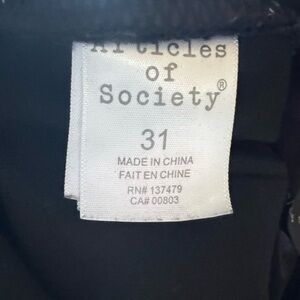 Articles
of
Society®
31
MADE IN CHINA
FAIT EN CHINE
RN# 137479
CA# 00803